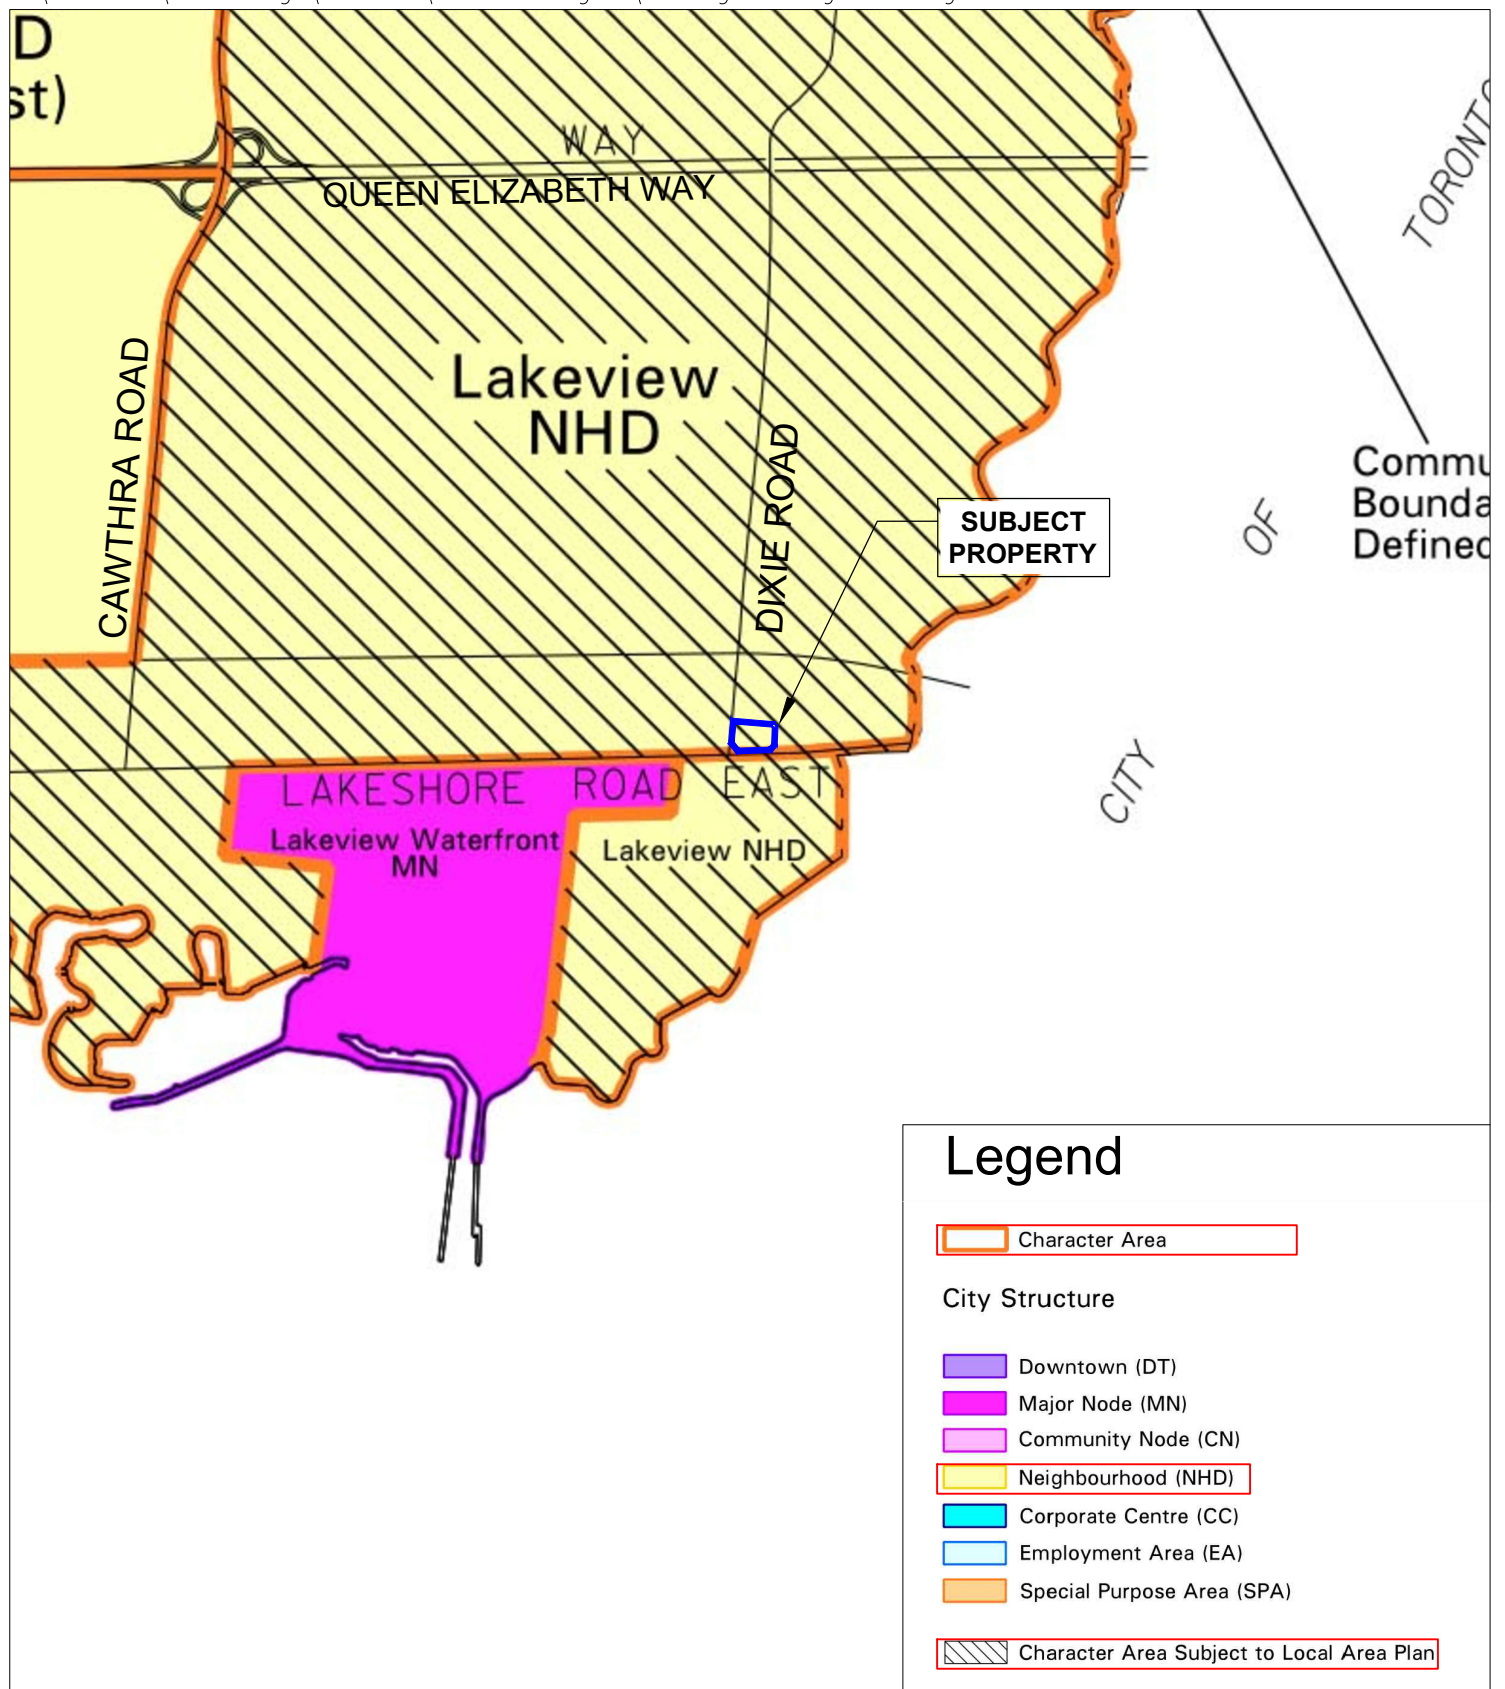 D
st)
WAY
QUEEN ELIZABETH WAY
TORONTO
Lakeview
NHD
CAWTHRA ROAD
DIXIE ROAD
SUBJECT
PROPERTY
OF
Commu
Bounda
Defined
CITY
LAKESHORE ROAD EAST
Lakeview Waterfront
MN
Lakeview NHD
Legend
Character Area
City Structure
Downtown (DT)
Major Node (MN)
Community Node (CN)
Neighbourhood (NHD)
Corporate Centre (CC)
Employment Area (EA)
Special Purpose Area (SPA)
Character Area Subject to Local Area Plan